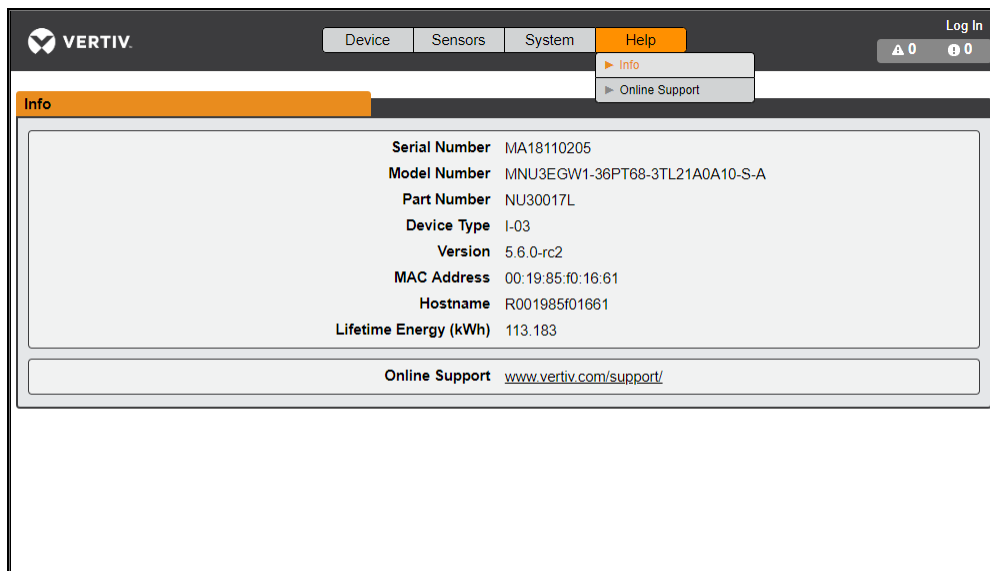 VERTIV.
Device Sensors System Help
Log In
0 0
Info
Online Support
Info
Serial Number MA18110205
Model Number MNU3EGW1-36PT68-3TL21A0A10-S-A
Part Number NU30017L
Device Type I-03
Version 5.6.0-rc2
MAC Address 00:19:85:f0:16:61
Hostname R001985f01661
Lifetime Energy (kWh) 113.183
Online Support www.vertiv.com/support/